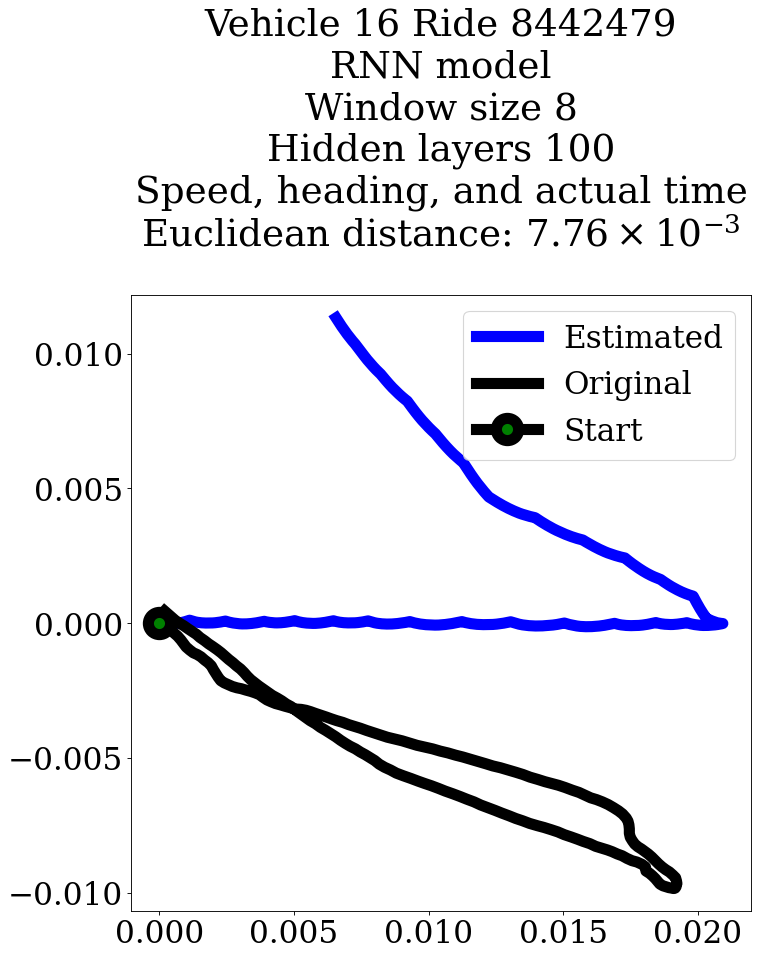 Vehicle 16 Ride 8442479
RNN model
Window size 8
Hidden layers 100
Speed, heading, and actual time
Euclidean distance: 7.76 × 10⁻³
Estimated
Original
Start
0.010
0.005
0.000
−0.005
−0.010
0.000 0.005 0.010 0.015 0.020